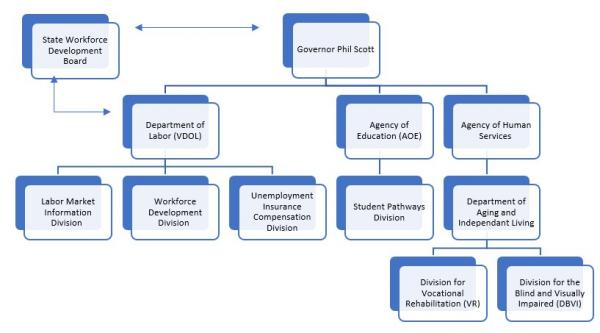 State Workforce
Development
Board
Governor Phil Scott
Department of
Labor (VDOL)
Agency of
Education (AOE)
Agency of Human
Services
Labor Market
Information
Division
Workforce
Development
Division
Unemployment
Insurance
Compensation
Division
Student Pathways
Division
Department of
Aging and
Independant Living
Division for
Vocational
Rehabilitation (VR)
Division for the
Blind and Visually
Impaired (DBVI)